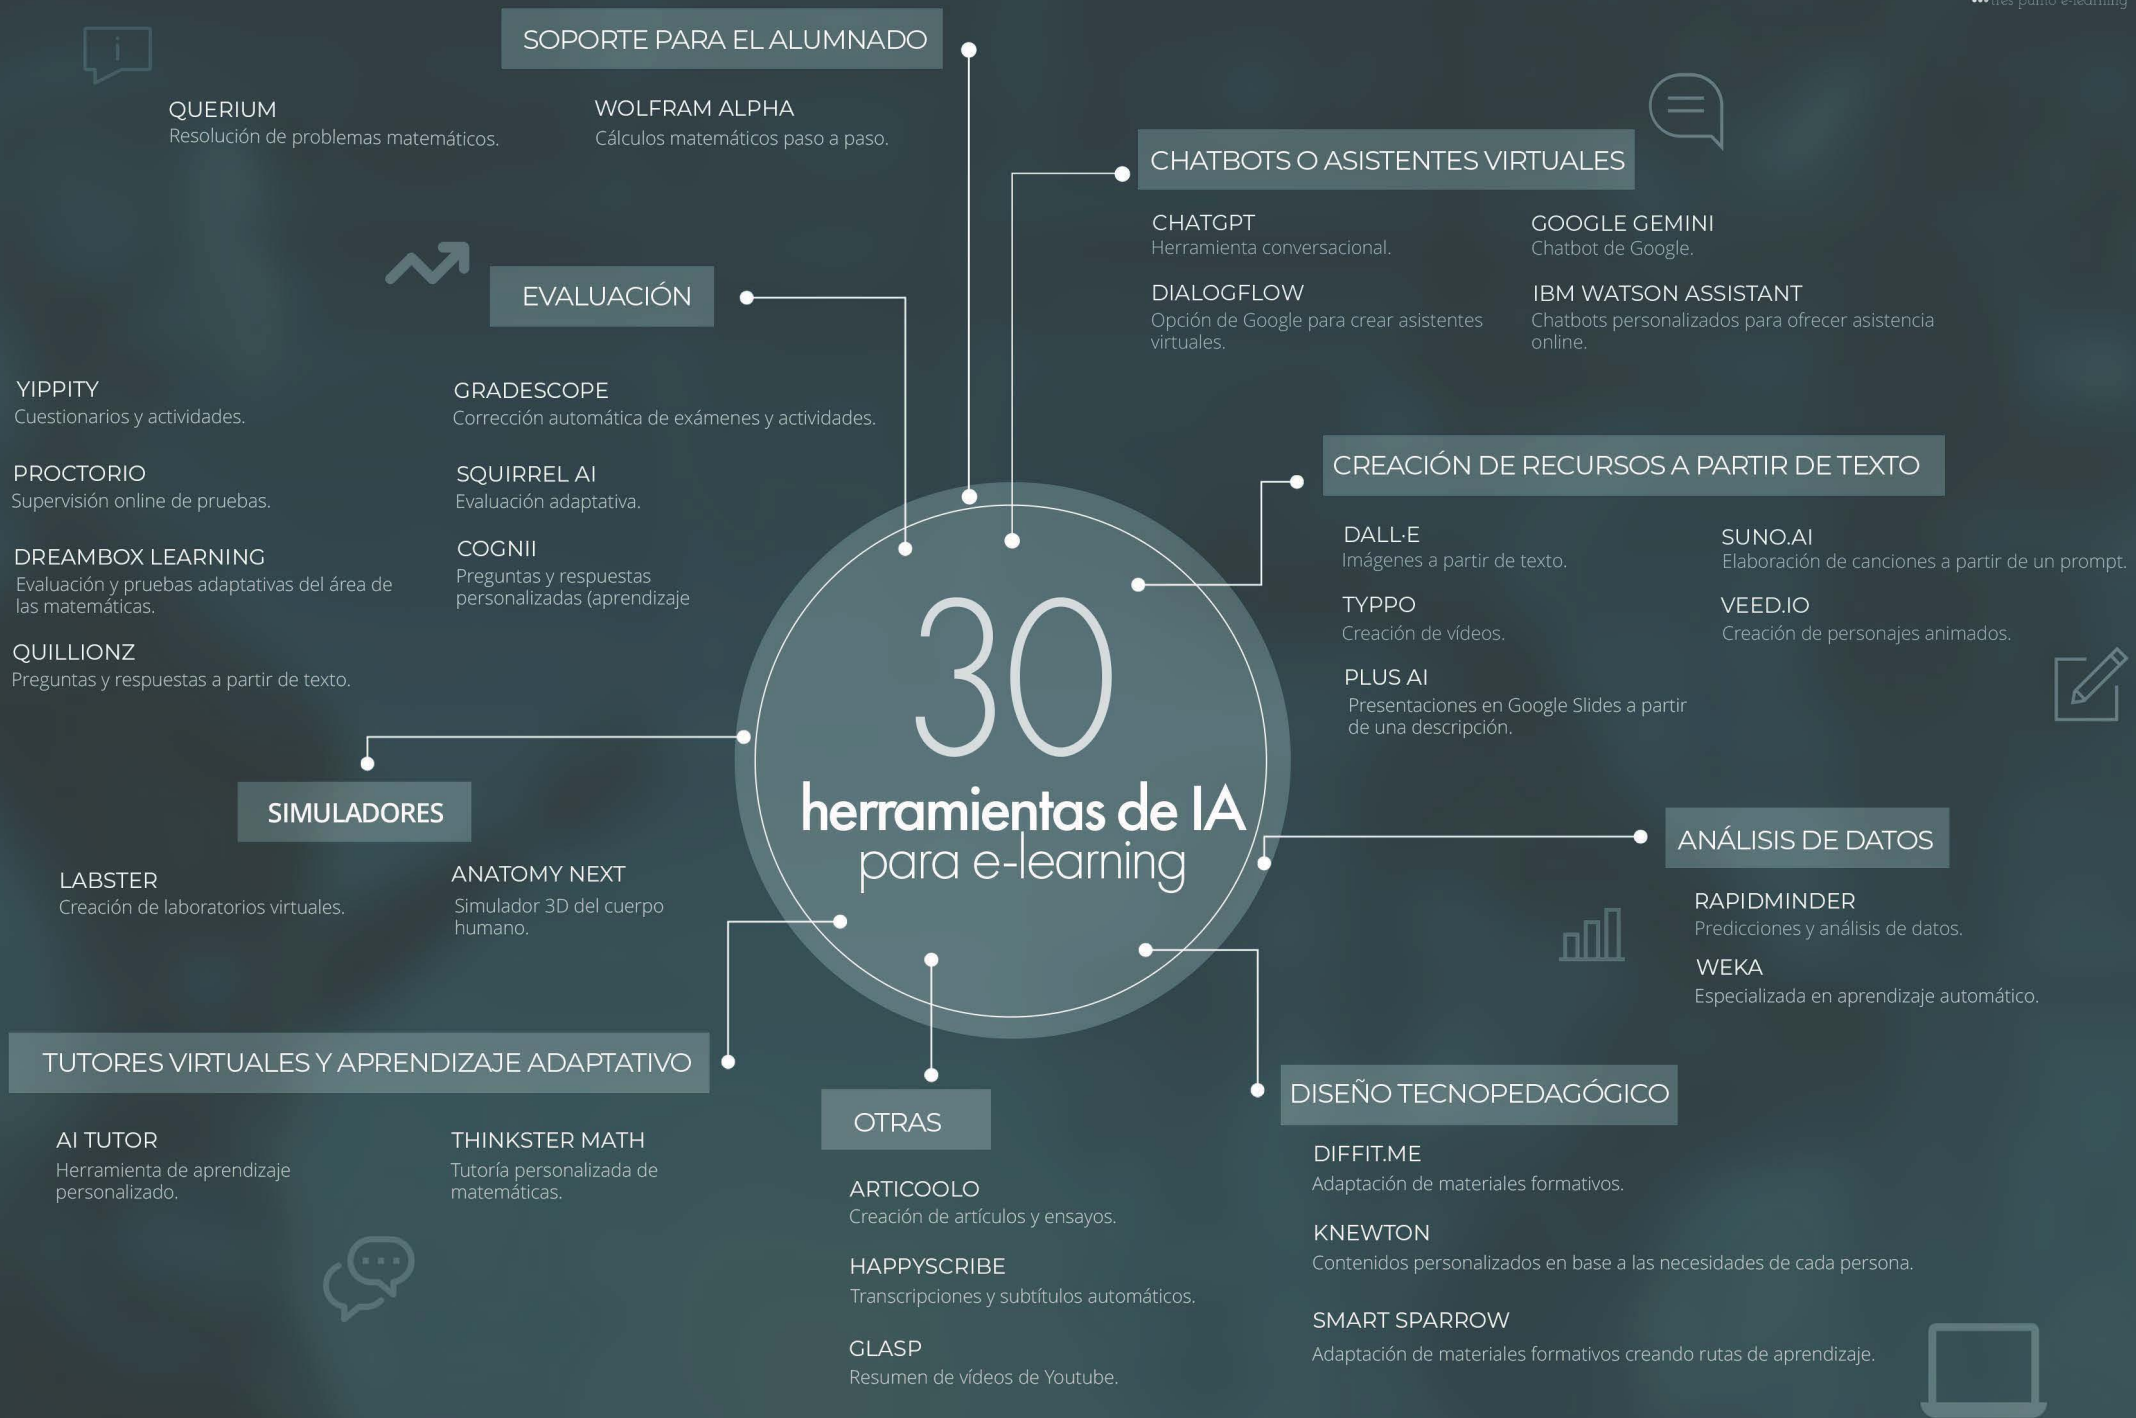 tres punto e-learning
SOPORTE PARA EL ALUMNADO
QUERIUM
Resolución de problemas matemáticos.
WOLFRAM ALPHA
Cálculos matemáticos paso a paso.
CHATBOTS O ASISTENTES VIRTUALES
CHATGPT
Herramienta conversacional.
GOOGLE GEMINI
Chatbot de Google.
DIALOGFLOW
Opción de Google para crear asistentes
virtuales.
IBM WATSON ASSISTANT
Chatbots personalizados para ofrecer asistencia
online.
EVALUACIÓN
YIPPITY
Cuestionarios y actividades.
GRADESCOPE
Corrección automática de exámenes y actividades.
PROCTORIO
Supervisión online de pruebas.
SQUIRREL AI
Evaluación adaptativa.
DREAMBOX LEARNING
Evaluación y pruebas adaptativas del área de
las matemáticas.
COGNII
Preguntas y respuestas
personalizadas (aprendizaje
QUILLIONZ
Preguntas y respuestas a partir de texto.
CREACIÓN DE RECURSOS A PARTIR DE TEXTO
DALL·E
Imágenes a partir de texto.
SUNO.AI
Elaboración de canciones a partir de un prompt.
TYPPO
Creación de vídeos.
VEED.IO
Creación de personajes animados.
PLUS AI
Presentaciones en Google Slides a partir
de una descripción.
30
herramientas de IA
para e-learning
SIMULADORES
LABSTER
Creación de laboratorios virtuales.
ANATOMY NEXT
Simulador 3D del cuerpo
humano.
ANÁLISIS DE DATOS
RAPIDMINDER
Predicciones y análisis de datos.
WEKA
Especializada en aprendizaje automático.
TUTORES VIRTUALES Y APRENDIZAJE ADAPTATIVO
AI TUTOR
Herramienta de aprendizaje
personalizado.
THINKSTER MATH
Tutoría personalizada de
matemáticas.
OTRAS
ARTICOOLO
Creación de artículos y ensayos.
HAPPYSCRIBE
Transcripciones y subtítulos automáticos.
GLASP
Resumen de vídeos de Youtube.
DISEÑO TECNOPEDAGÓGICO
DIFFIT.ME
Adaptación de materiales formativos.
KNEWTON
Contenidos personalizados en base a las necesidades de cada persona.
SMART SPARROW
Adaptación de materiales formativos creando rutas de aprendizaje.